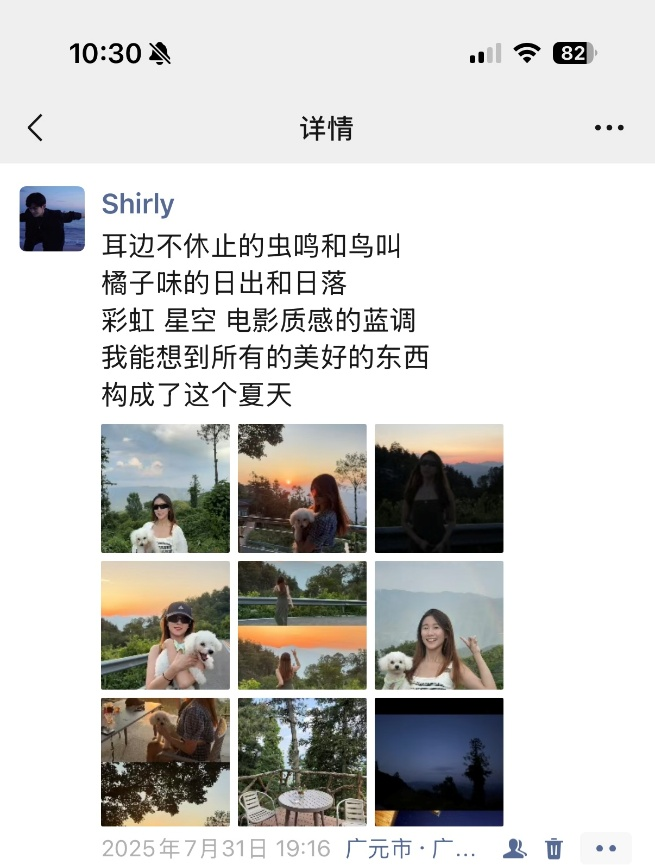 10:30
82
详情
Shirly
耳边不休止的虫鸣和鸟叫
橘子味的日出和日落
彩虹 星空 电影质感的蓝调
我能想到所有的美好的东西
构成了这个夏天
2025年7月31日 19:16 广元市·广...